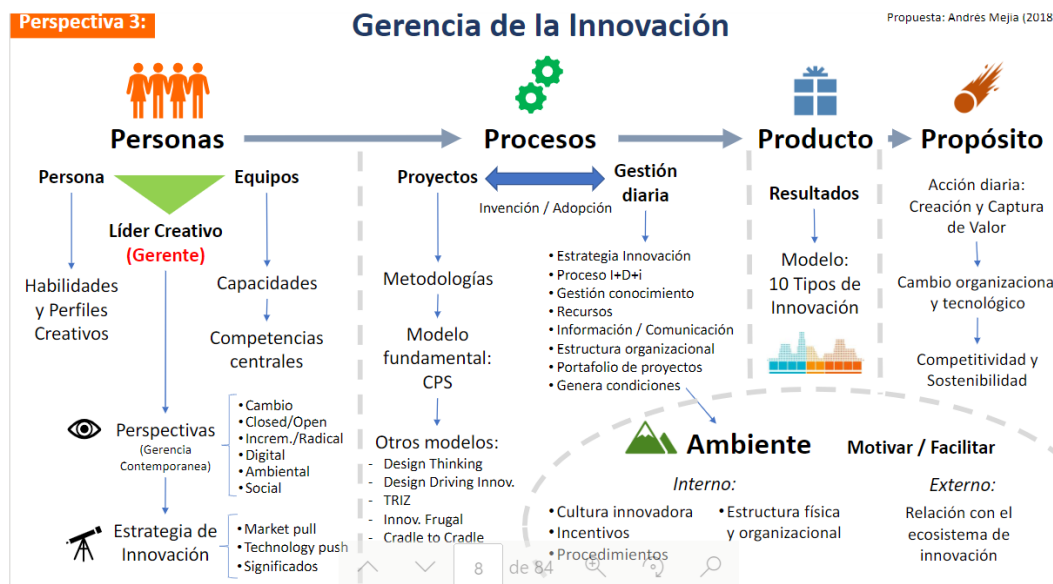 Perspectiva 3:
Gerencia de la Innovación
Propuesta: Andrés Mejia (2018
Personas
Procesos
Producto
Propósito
Persona
Equipos
Líder Creativo
(Gerente)
Habilidades
y Perfiles
Creativos
Capacidades
Competencias
centrales
Perspectivas
(Gerencia
Contemporanea)
•Cambio
•Closed/Open
•Increm./Radical
•Digital
•Ambiental
•Social
Estrategia de
Innovación
•Market pull
•Technology push
•Significados
Proyectos
Gestión
diaria
Invención / Adopción
Metodologías
Modelo
fundamental:
CPS
Otros modelos:
- Design Thinking
- Design Driving Innov.
- TRIZ
- Innov. Frugal
- Cradle to Cradle
•Estrategia Innovación
•Proceso I+D+i
•Gestión conocimiento
•Recursos
•Información / Comunicación
•Estructura organizacional
•Portafolio de proyectos
•Genera condiciones
Resultados
Modelo:
10 Tipos de
Innovación
Acción diaria:
Creación y Captura
de Valor
Cambio organizaciona
y tecnológico
Competitividad y
Sostenibilidad
Ambiente
Motivar / Facilitar
Interno:
•Cultura innovadora
•Incentivos
•Procedimientos
•Estructura física
y organizacional
Externo:
Relación con el
ecosistema de
innovación
8 de 84